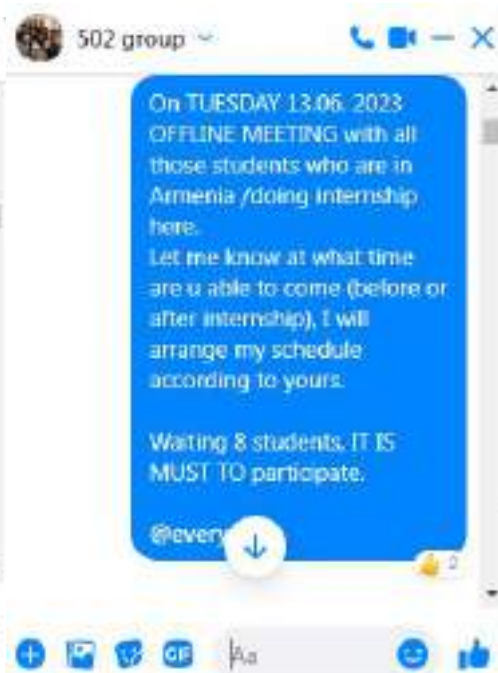 502 group
On TUESDAY 13.06. 2023
OFFLINE MEETING with all
those students who are in
Armenia /doing internship
here.
Let me know at what time
are u able to come (before or
after internship), I will
arrange my schedule
according to yours.
Waiting 8 students, IT IS
MUST TO participate.
@every
2
GIF
Aa